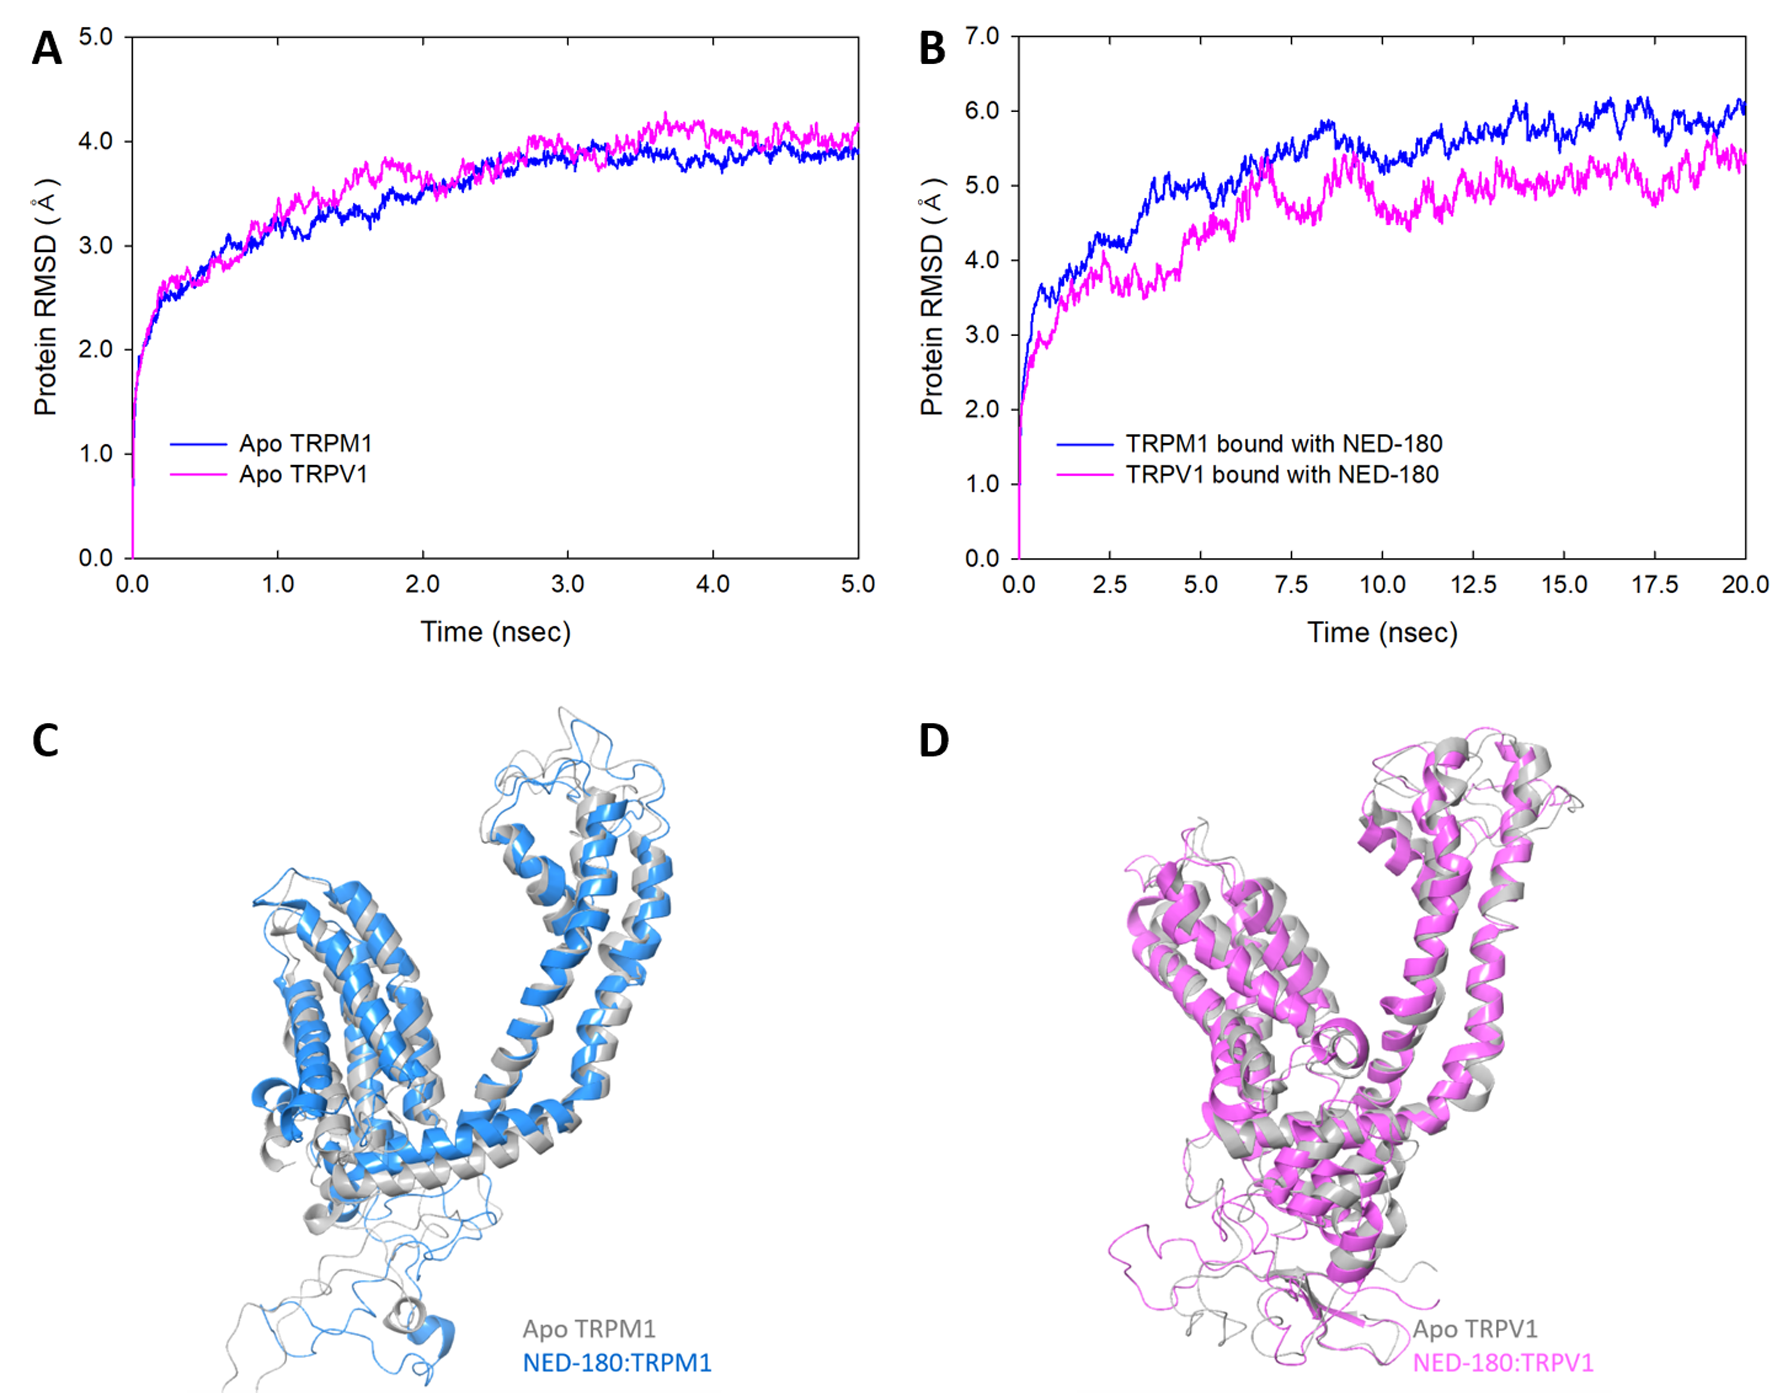 A
5.0
4.0
3.0
2.0
1.0
0.0
Protein RMSD ( Å )
Apo TRPM1
Apo TRPV1
0.0 1.0 2.0 3.0 4.0 5.0
Time (nsec)
B
7.0
6.0
5.0
4.0
3.0
2.0
1.0
0.0
Protein RMSD ( Å )
TRPM1 bound with NED-180
TRPV1 bound with NED-180
0.0 2.5 5.0 7.5 10.0 12.5 15.0 17.5 20.0
Time (nsec)
C
Apo TRPM1
NED-180:TRPM1
D
Apo TRPV1
NED-180:TRPV1